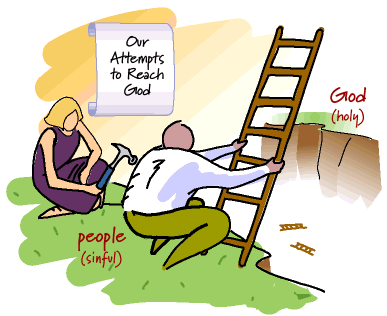 Our
Attempts
to Reach
God
God
(holy)
people
(sinful)